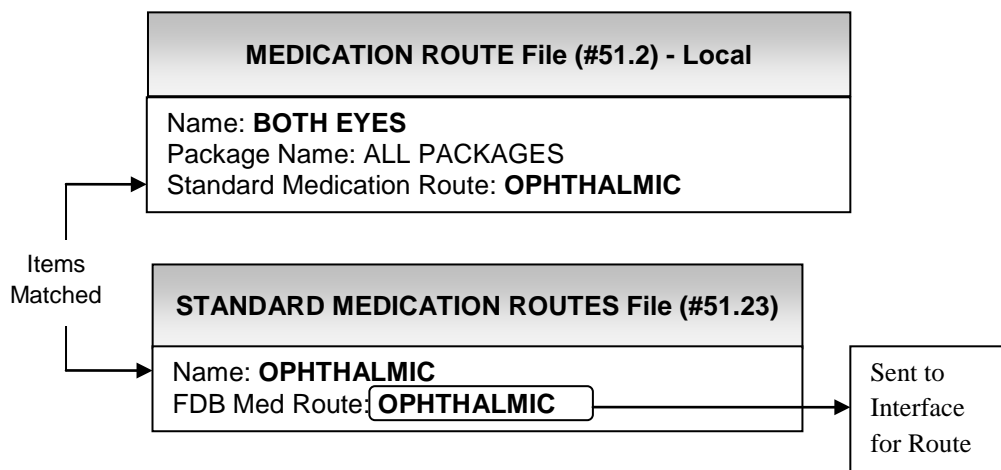 MEDICATION ROUTE File (#51.2) - Local
Name: BOTH EYES
Package Name: ALL PACKAGES
Standard Medication Route: OPHTHALMIC
Items
Matched
STANDARD MEDICATION ROUTES File (#51.23)
Name: OPHTHALMIC
FDB Med Route: OPHTHALMIC
Sent to
Interface
for Route